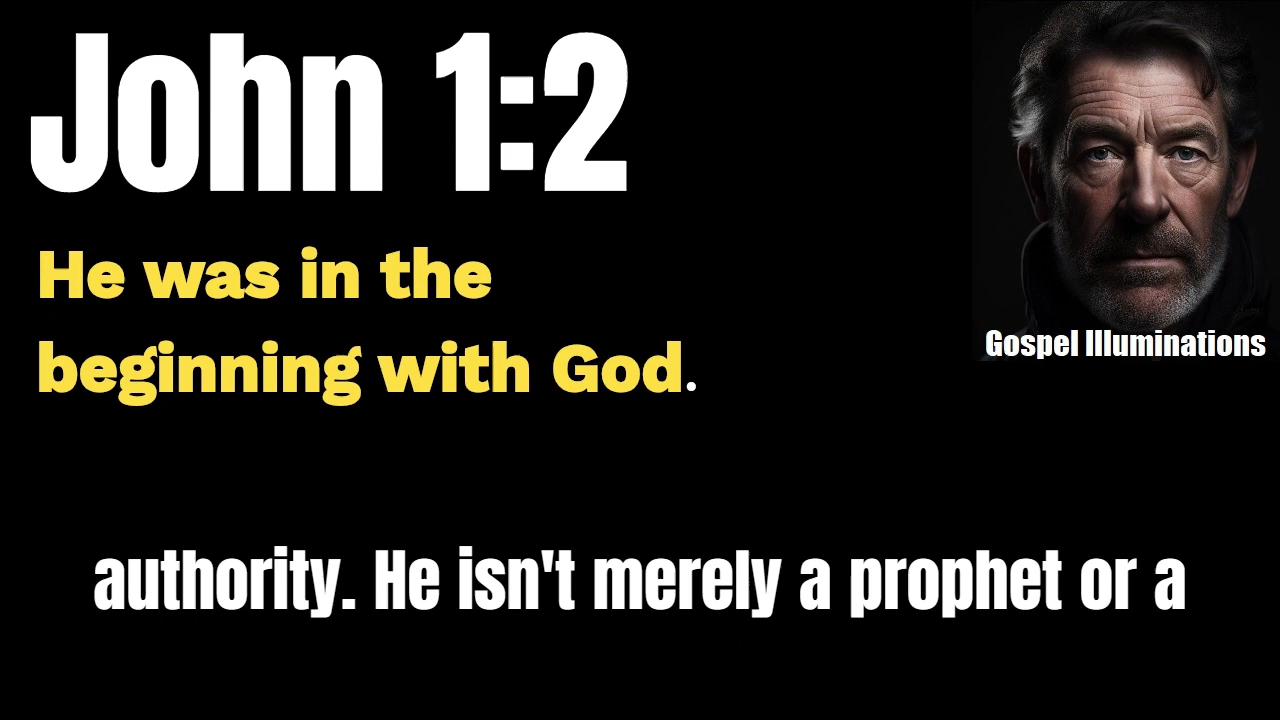 John 1:2
He was in the
beginning with God.
Gospel Illuminations
authority. He isn't merely a prophet or a